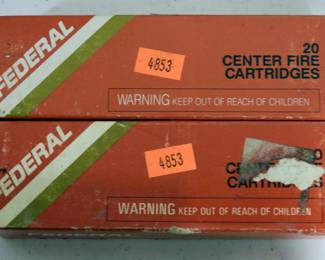 FEDERAL
20
CENTER FIRE
CARTRIDGES
4853
WARNING KEEP OUT OF REACH OF CHILDREN
FEDERAL
4853
WARNING KEEP OUT OF REACH OF CHILDREN